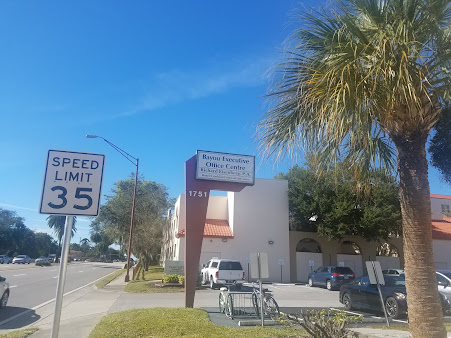 SPEED
LIMIT
35
Bayou Executive
Office Centre
1751